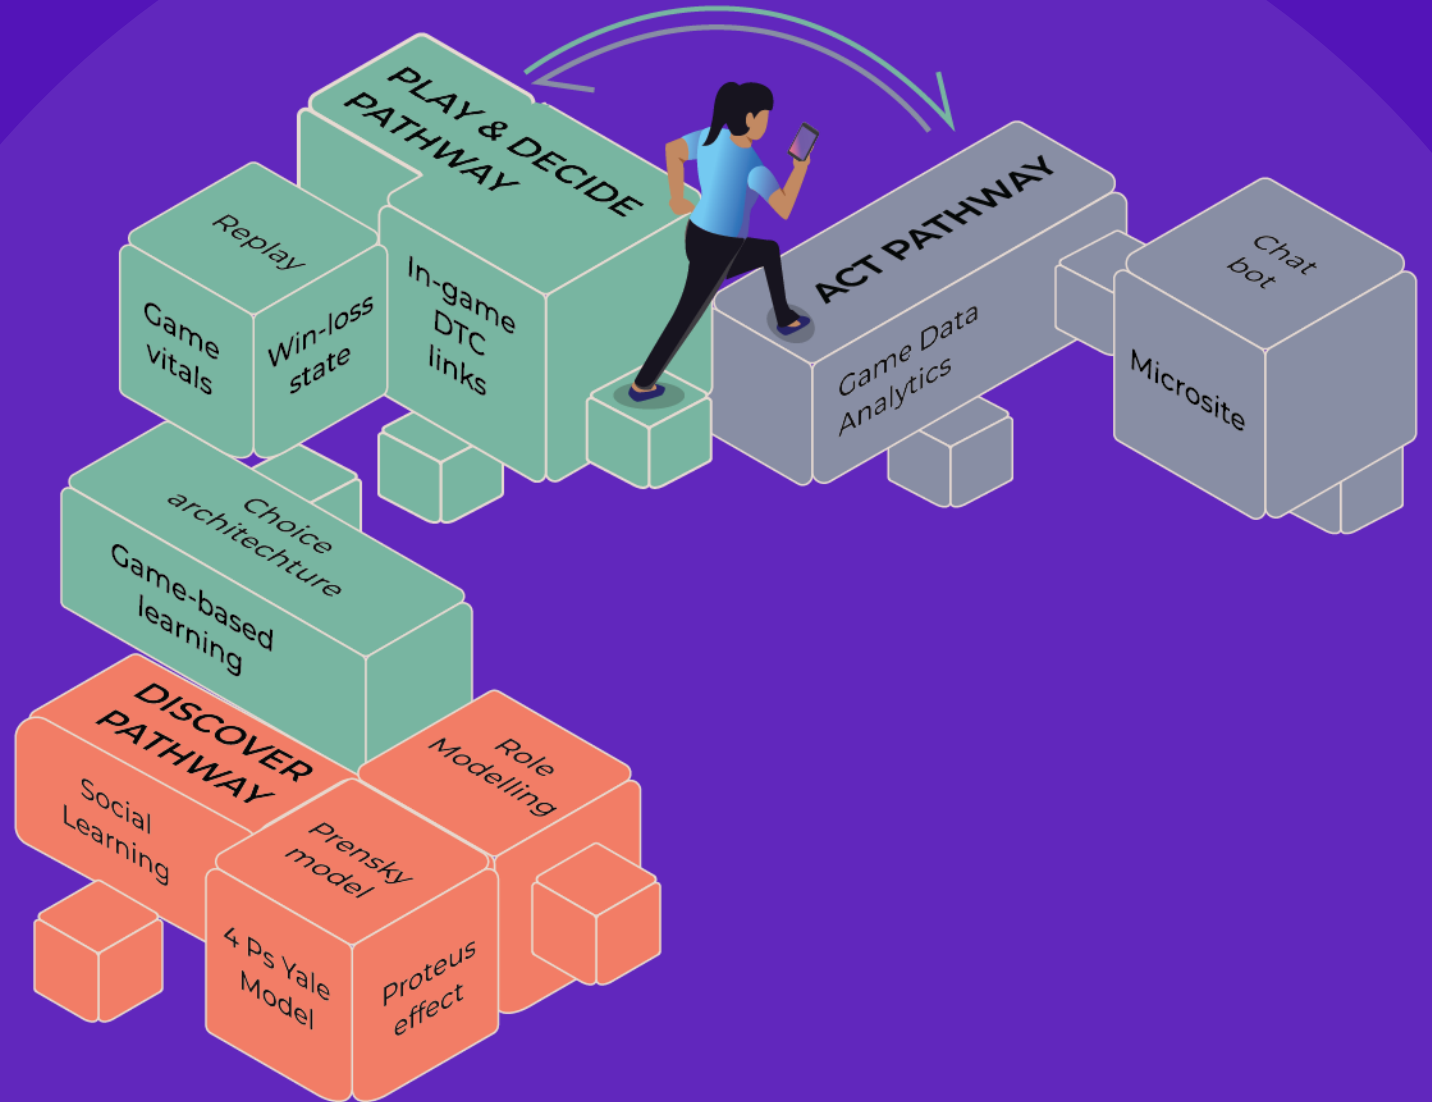 PLAY & DECIDE
PATHWAY
Replay
Game
vitals
Win-loss
state
In-game
DTC
links
ACT PATHWAY
Game Data
Analytics
Chat
bot
Microsite
Choice
architechture
Game-based
learning
DISCOVER
PATHWAY
Social
Learning
Role
Modelling
Prensky
model
4 Ps Yale
Model
Proteus
effect